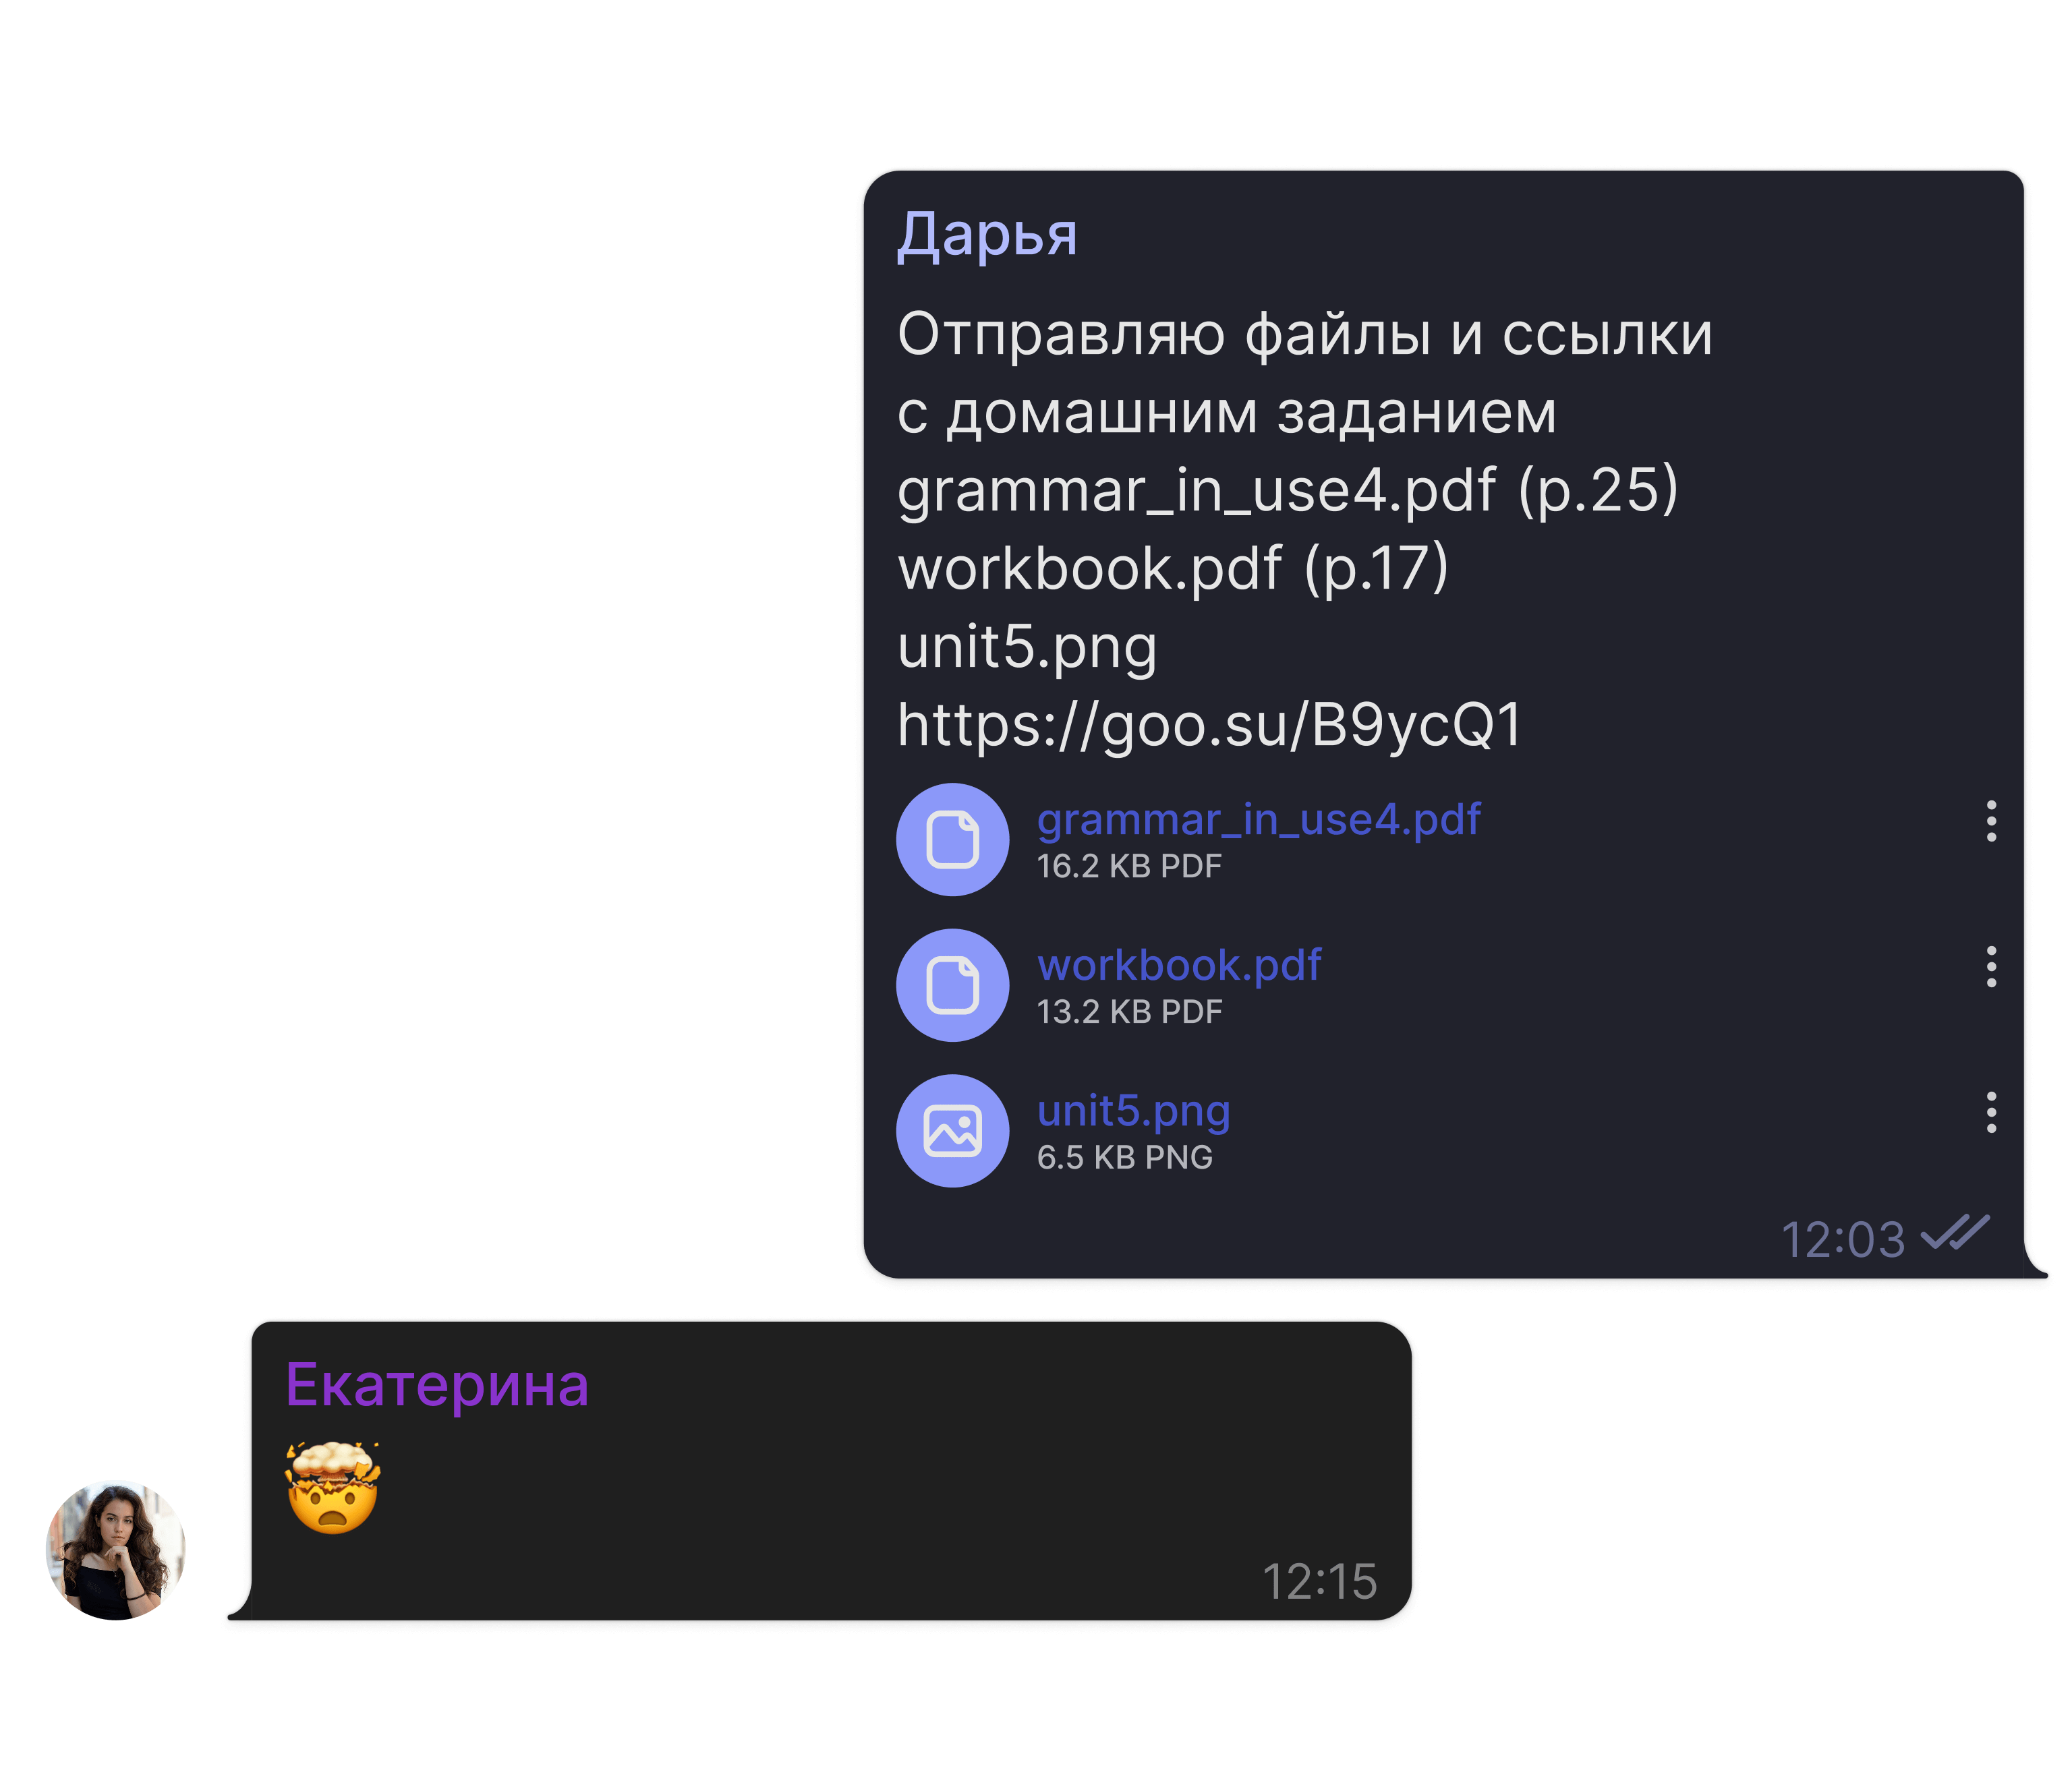 Дарья
Отправляю файлы и ссылки
с домашним заданием
grammar_in_use4.pdf (p.25)
workbook.pdf (p.17)
unit5.png
https://goo.su/B9ycQ1
grammar_in_use4.pdf
16.2 KB PDF
workbook.pdf
13.2 KB PDF
unit5.png
6.5 KB PNG
12:03
Екатерина
🤯
12:15